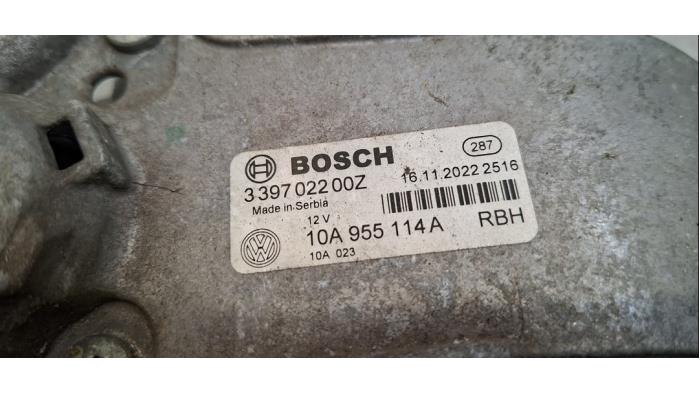 BOSCH 287
3 397 022 00Z 16.11.2022 2516
Made in Serbia
12 V
10A 955 114 A RBH
10A 023